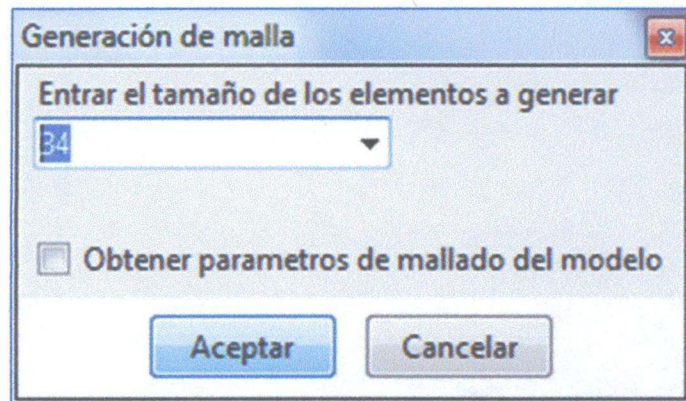 Generación de malla
Entrar el tamaño de los elementos a generar
34
Obtener parametros de mallado del modelo
Aceptar
Cancelar